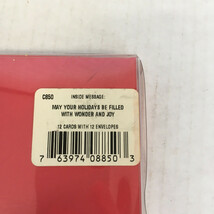 C850 INSIDE MESSAGE:
MAY YOUR HOLIDAYS BE FILLED
WITH WONDER AND JOY
12 CARDS WITH 12 ENVELOPES
7 63974 08850 3